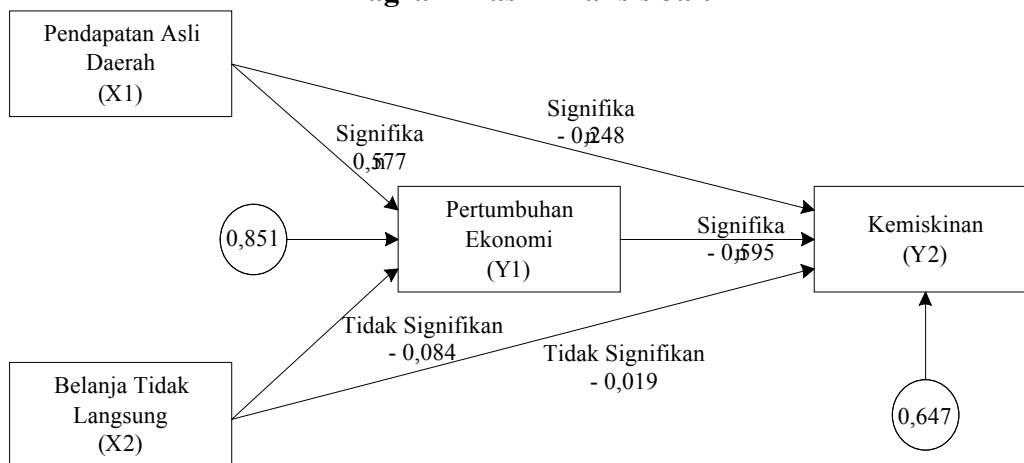 Pendapatan Asli
Daerah
(X1)
Signifika
- 0,248
Signifika
0,577
Pertumbuhan
Ekonomi
(Y1)
Signifika
- 0,595
Kemiskinan
(Y2)
0,851
Tidak Signifikan
- 0,084
Tidak Signifikan
- 0,019
Belanja Tidak
Langsung
(X2)
0,647